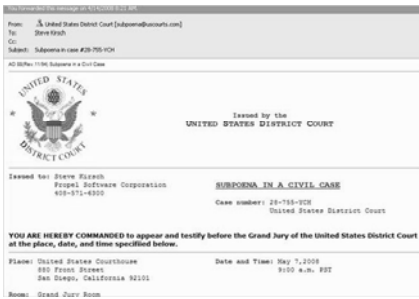 You forwarded this message on 4/14/2008 8:21 AM.
From: United States District Court [subpoena@uscourts.com]
To: Steve Kirsch
Cc:
Subject: Subpoena in case #28-755-YCH
AO 88(Rev. 11/94) Subpoena in a Civil Case
UNITED STATES
DISTRICT COURT
Issued by the
UNITED STATES DISTRICT COURT
Issued to: Steve Kirsch
Propel Software Corporation
408-571-6300
SUBPOENA IN A CIVIL CASE
Case number: 28-755-YCH
United States District Court
YOU ARE HEREBY COMMANDED to appear and testify before the Grand Jury of the United States District Court
at the place, date, and time specified below.
Place: United States Courthouse
880 Front Street
San Diego, California 92101
Date and Time: May 7, 2008
9:00 a.m. PST
Room: Grand Jury Room